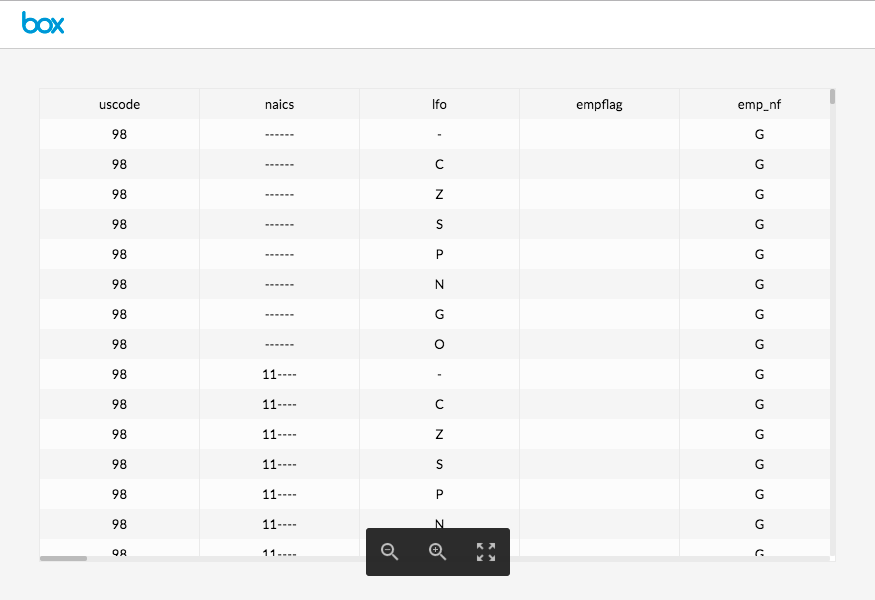 box
uscode naics lfo empflag emp_nf
98 ------ - G
98 ------ C G
98 ------ Z G
98 ------ S G
98 ------ P G
98 ------ N G
98 ------ G G
98 ------ O G
98 11---- - G
98 11---- C G
98 11---- Z G
98 11---- S G
98 11---- P G
98 11---- N G
98 11---- G